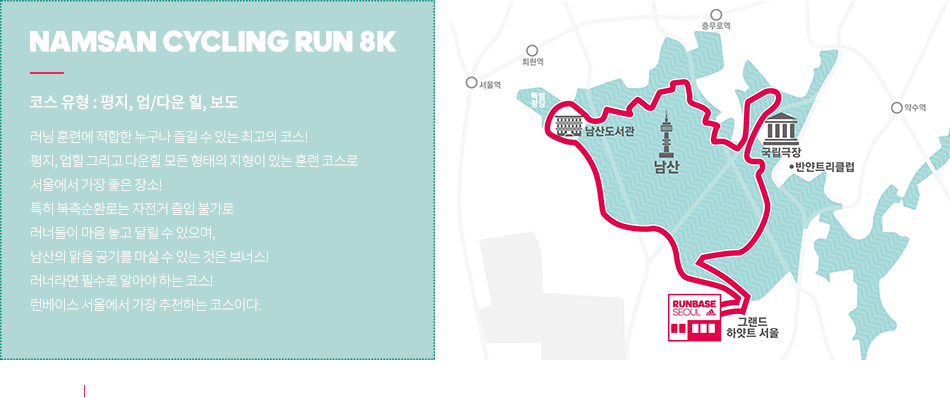 NAMSAN CYCLING RUN 8K
코스 유형 : 평지, 업/다운 힐, 보도
러닝 훈련에 적합한 누구나 즐길 수 있는 최고의 코스!
평지, 업힐 그리고 다운힐 모든 형태의 지형이 있는 훈련 코스로
서울에서 가장 좋은 장소!
특히 북측순환로는 자전거 출입 불가로
러너들이 마음 놓고 달릴 수 있으며,
남산의 맑을 공기를 마실 수 있는 것은 보너스!
러너라면 필수로 알아야 하는 코스!
런베이스 서울에서 가장 추천하는 코스이다.
충무로역
회현역
서울역
백범
광장
약수역
남산도서관
남산
국립극장
반얀트리클럽
RUNBASE
SEOUL
그랜드
하얏트 서울